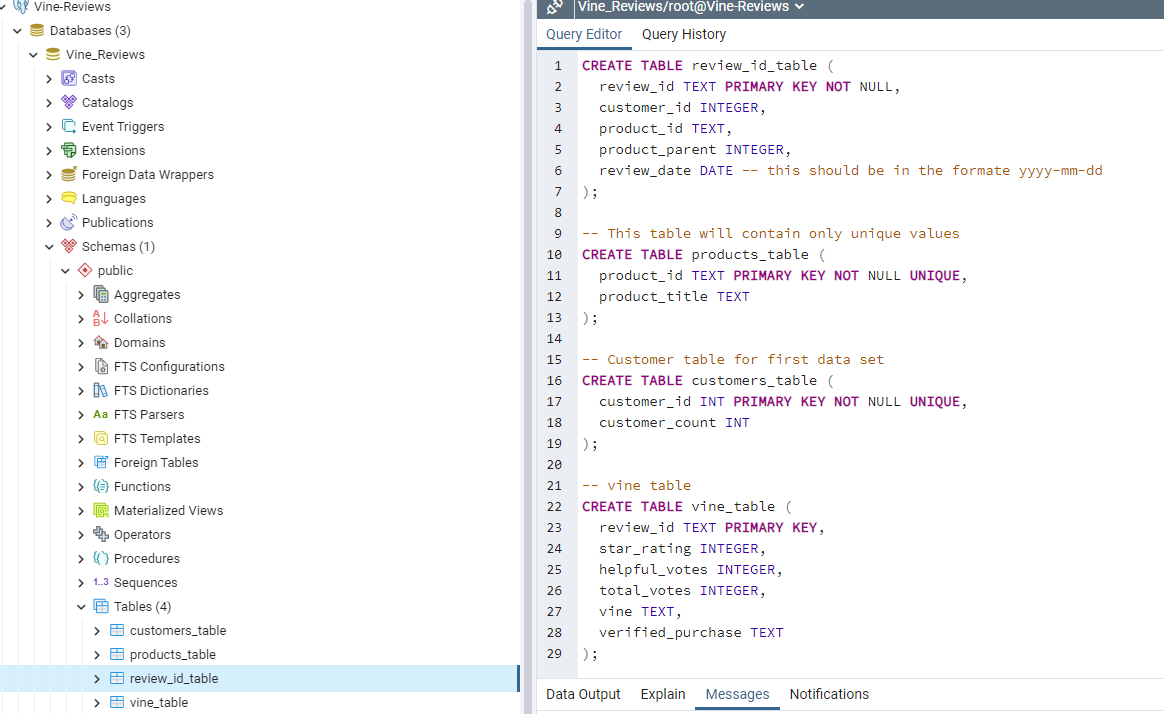 Vine-Reviews
Databases (3)
Vine_Reviews
Casts
Catalogs
Event Triggers
Extensions
Foreign Data Wrappers
Languages
Publications
Schemas (1)
public
Aggregates
Collations
Domains
FTS Configurations
FTS Dictionaries
Aa FTS Parsers
FTS Templates
Foreign Tables
Functions
Materialized Views
Operators
Procedures
1..3 Sequences
Tables (4)
customers_table
products_table
review_id_table
vine_table
Vine_Reviews/root@Vine-Reviews
Query Editor Query History
1 CREATE TABLE review_id_table (
2 review_id TEXT PRIMARY KEY NOT NULL,
3 customer_id INTEGER,
4 product_id TEXT,
5 product_parent INTEGER,
6 review_date DATE -- this should be in the formate yyyy-mm-dd
7 );
8
9 -- This table will contain only unique values
10 CREATE TABLE products_table (
11 product_id TEXT PRIMARY KEY NOT NULL UNIQUE,
12 product_title TEXT
13 );
14
15 -- Customer table for first data set
16 CREATE TABLE customers_table (
17 customer_id INT PRIMARY KEY NOT NULL UNIQUE,
18 customer_count INT
19 );
20
21 -- vine table
22 CREATE TABLE vine_table (
23 review_id TEXT PRIMARY KEY,
24 star_rating INTEGER,
25 helpful_votes INTEGER,
26 total_votes INTEGER,
27 vine TEXT,
28 verified_purchase TEXT
29 );
Data Output Explain Messages Notifications